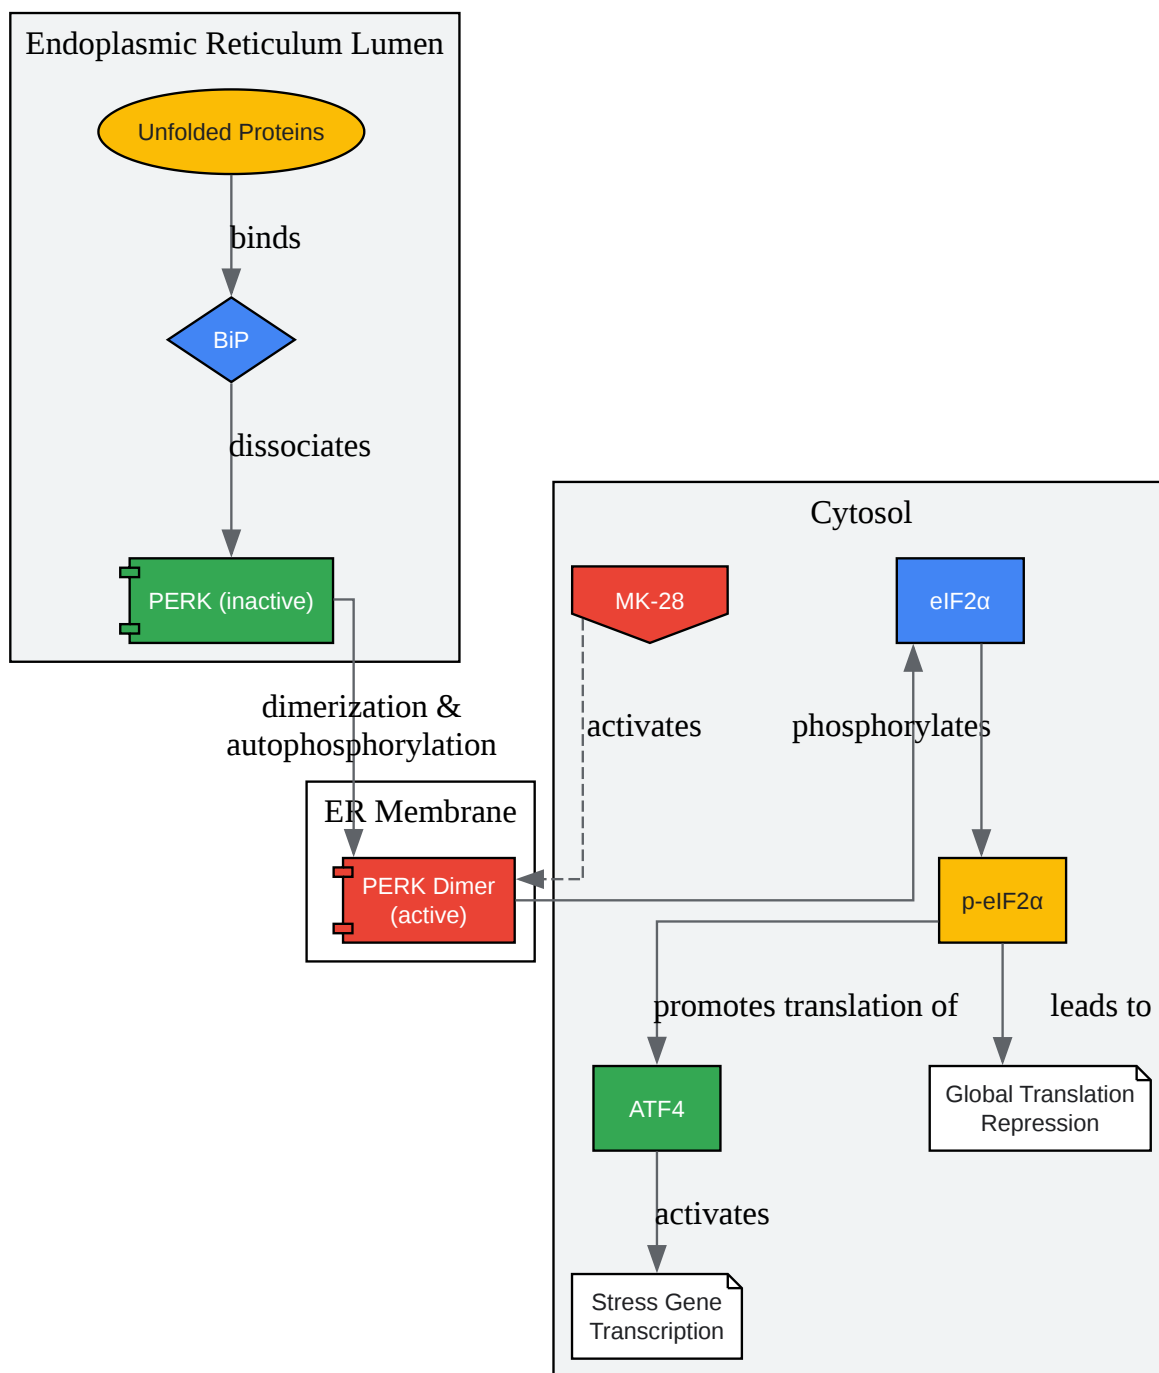 Endoplasmic Reticulum Lumen
Unfolded Proteins
binds
BiP
dissociates
PERK (inactive)
dimerization &
autophosphorylation
ER Membrane
PERK Dimer
(active)
Cytosol
MK-28
eIF2α
activates
phosphorylates
p-eIF2α
promotes translation of
leads to
ATF4
Global Translation
Repression
activates
Stress Gene
Transcription